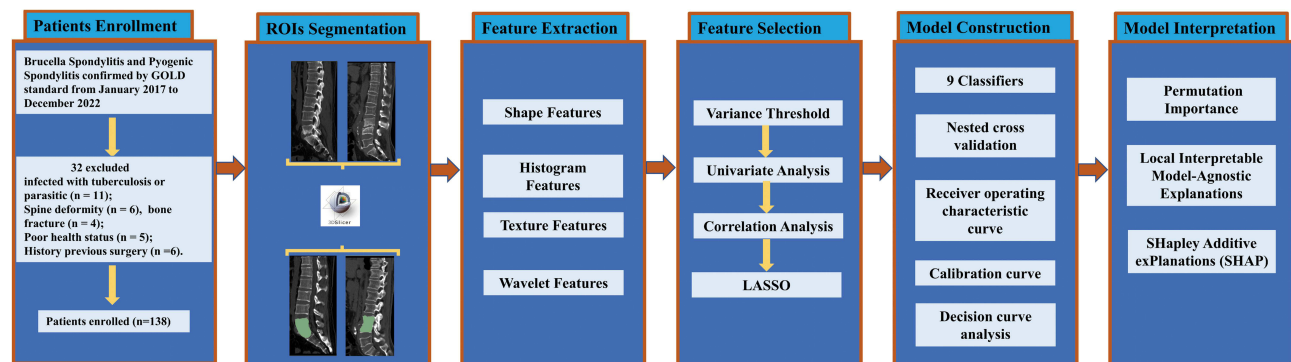 Patients Enrollment
Brucella Spondylitis and Pyogenic
Spondylitis confirmed by GOLD
standard from January 2017 to
December 2022
32 excluded
infected with tuberculosis or
parasitic (n = 11);
Spine deformity (n = 6), bone
fracture (n = 4);
Poor health status (n = 5);
History previous surgery (n =6).
Patients enrolled (n=138)
ROIs Segmentation
3DSlicer
Feature Extraction
Shape Features
Histogram
Features
Texture Features
Wavelet Features
Feature Selection
Variance Threshold
Univariate Analysis
Correlation Analysis
LASSO
Model Construction
9 Classifiers
Nested cross
validation
Receiver operating
characteristic
curve
Calibration curve
Decision curve
analysis
Model Interpretation
Permutation
Importance
Local Interpretable
Model-Agnostic
Explanations
SHapley Additive
exPlanations (SHAP)